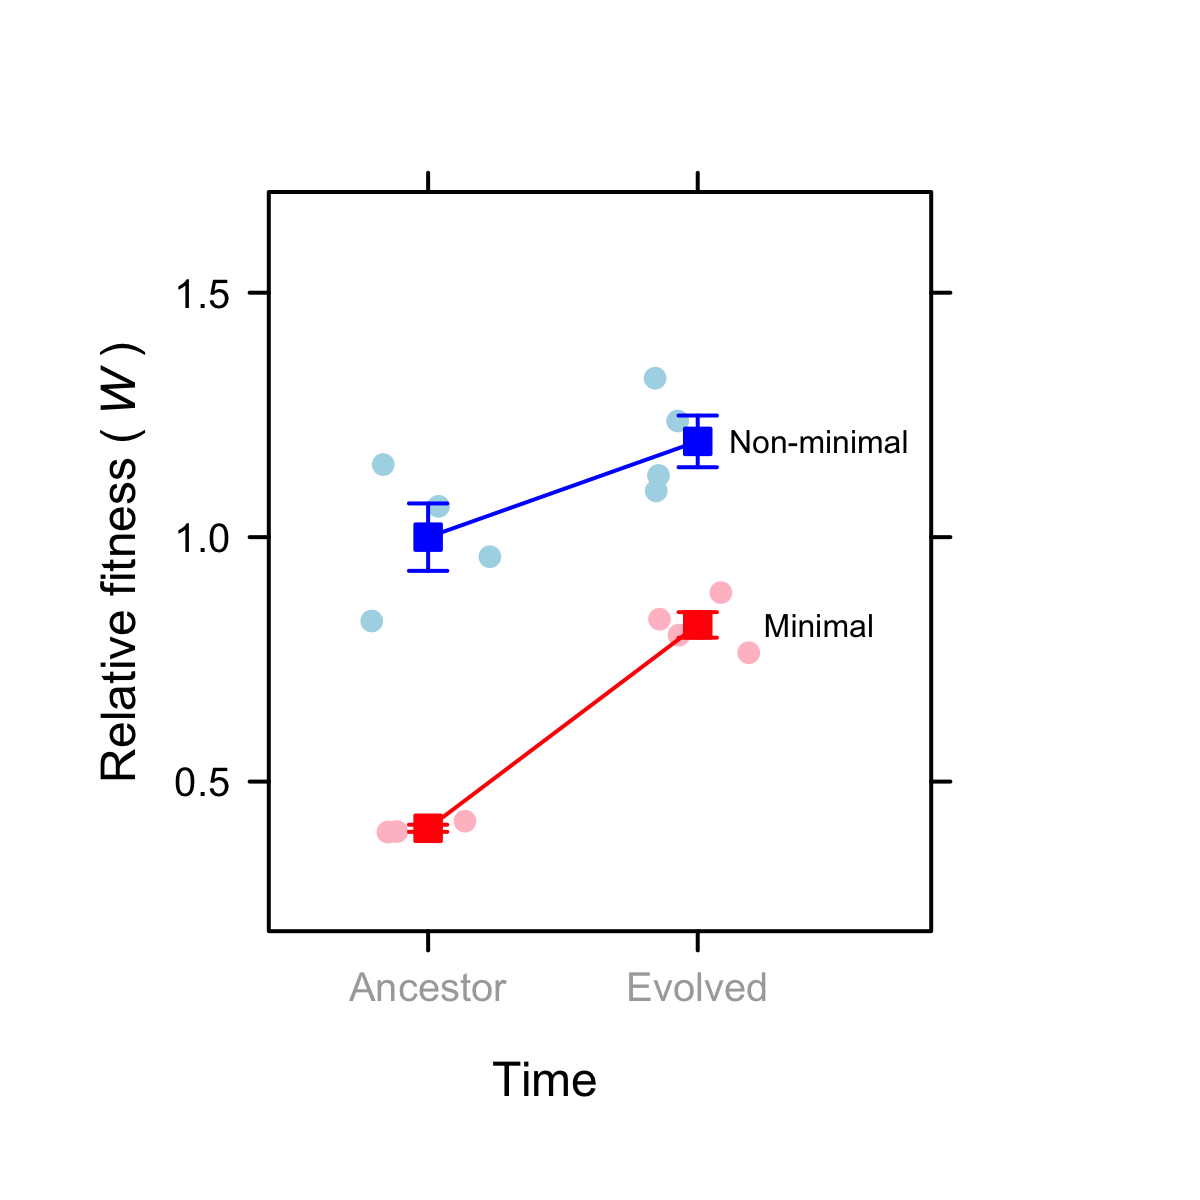 1.5
1.0
0.5
Relative fitness ( W )
Non-minimal
Minimal
Ancestor Evolved
Time